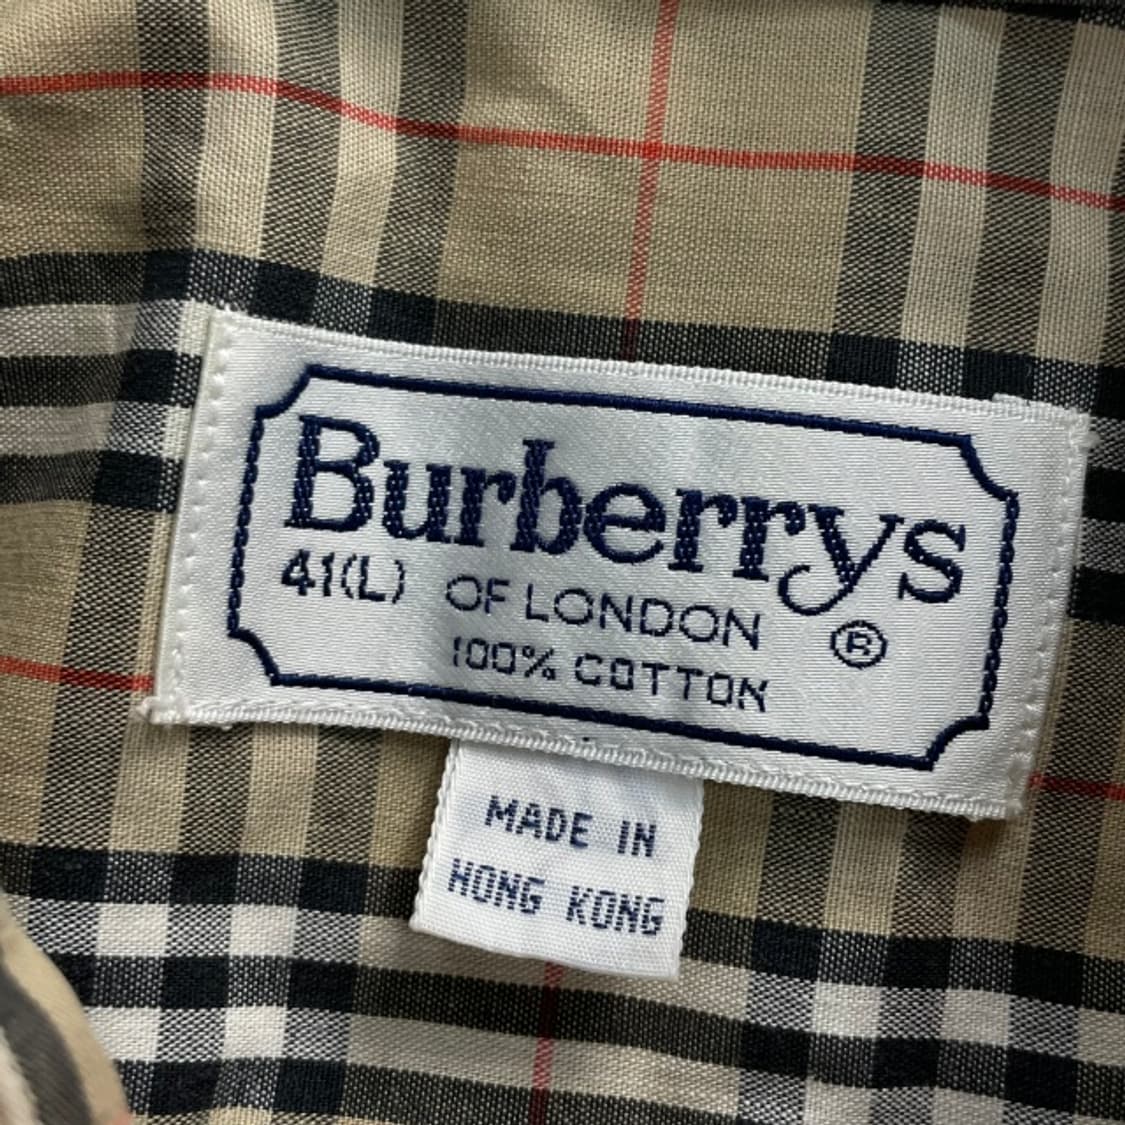 Burberrys
41(L) OF LONDON ®
100% COTTON
MADE IN
HONG KONG